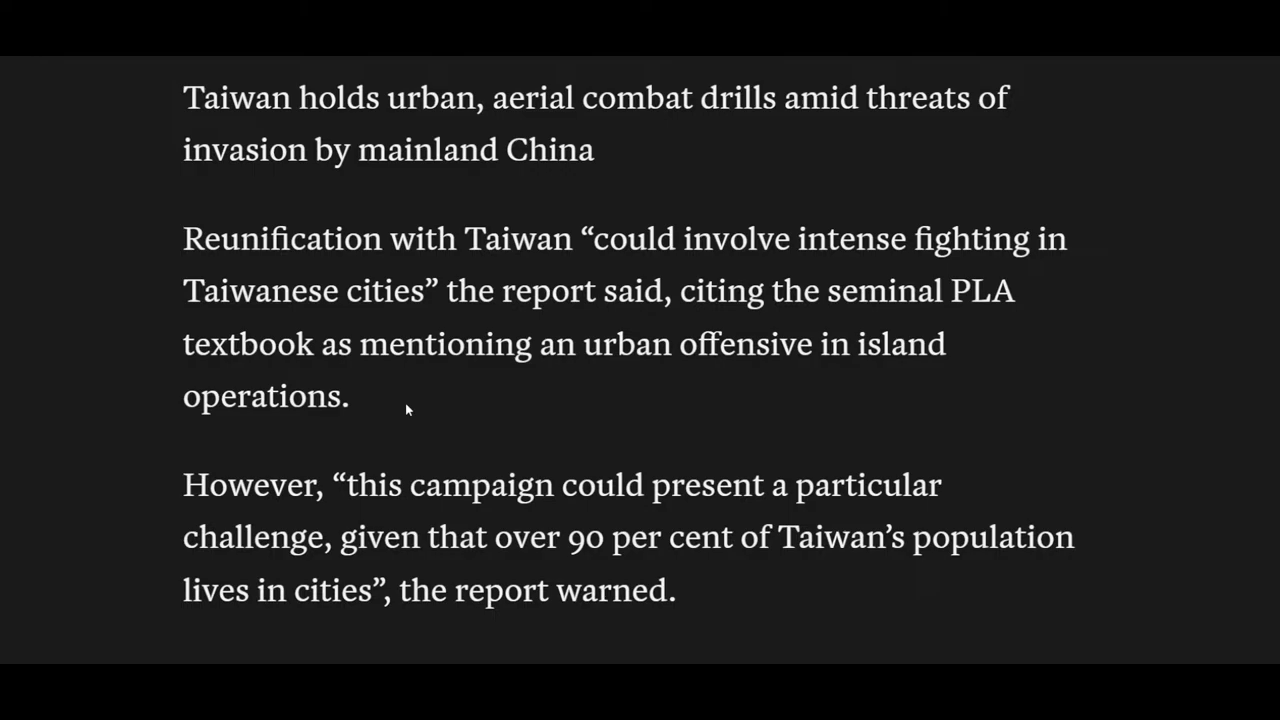 Taiwan holds urban, aerial combat drills amid threats of
invasion by mainland China
Reunification with Taiwan “could involve intense fighting in
Taiwanese cities” the report said, citing the seminal PLA
textbook as mentioning an urban offensive in island
operations.
However, “this campaign could present a particular
challenge, given that over 90 per cent of Taiwan’s population
lives in cities”, the report warned.